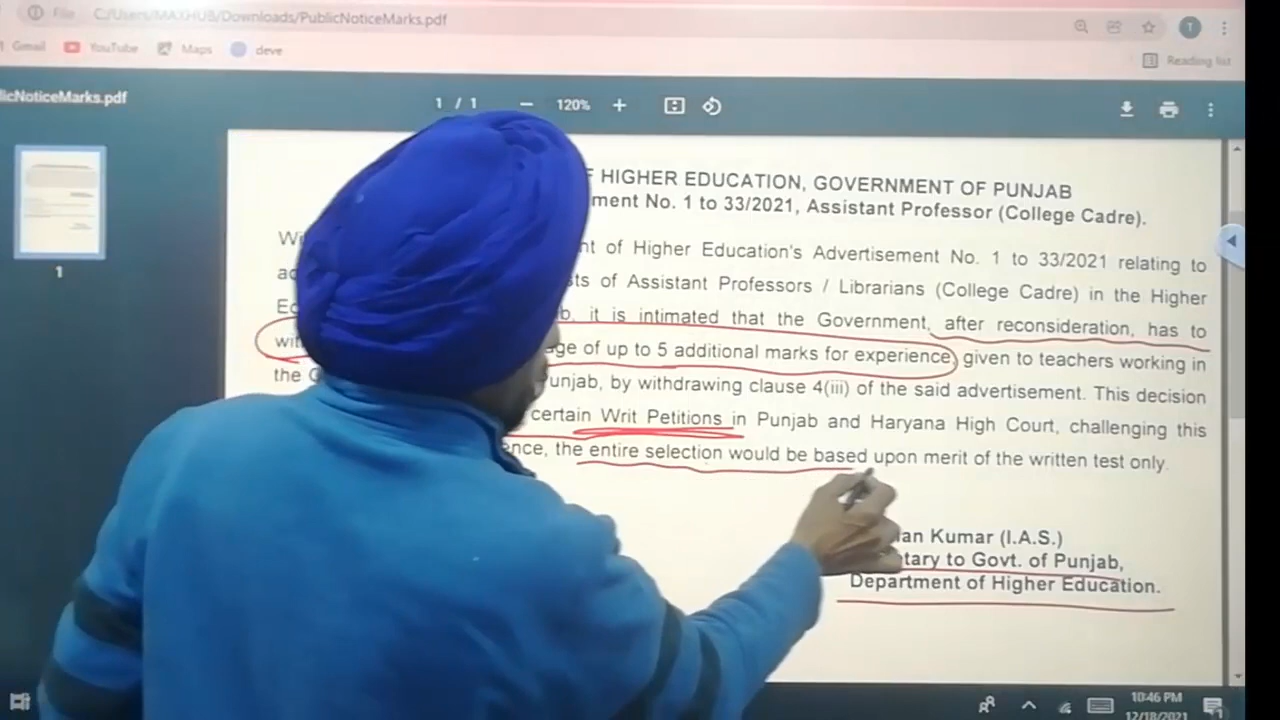 File C:/Users/MAXHUB/Downloads/PublicNoticeMarks.pdf
Gmail YouTube Maps deve
Reading list
licNoticeMarks.pdf 1 / 1 120%
T
HIGHER EDUCATION, GOVERNMENT OF PUNJAB
ment No. 1 to 33/2021, Assistant Professor (College Cadre).
nt of Higher Education's Advertisement No. 1 to 33/2021 relating to
sts of Assistant Professors / Librarians (College Cadre) in the Higher
b, it is intimated that the Government, after reconsideration, has to
ge of up to 5 additional marks for experience given to teachers working in
the unjab, by withdrawing clause 4(iii) of the said advertisement. This decision
certain Writ Petitions in Punjab and Haryana High Court, challenging this
ence, the entire selection would be based upon merit of the written test only.
an Kumar (I.A.S.)
tary to Govt. of Punjab,
Department of Higher Education.
1
10:46 PM
12/18/2021